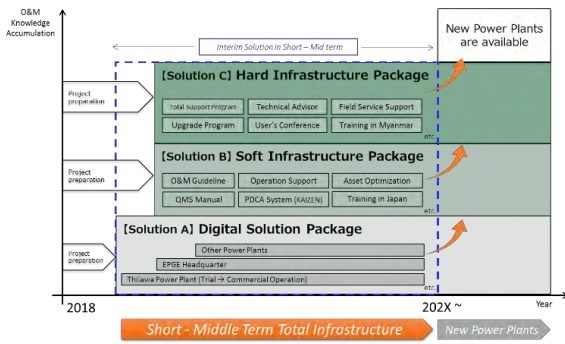 O&M
Knowledge
Accumulation
New Power Plants
are available
Interim Solution in Short – Mid term
【Solution C】 Hard Infrastructure Package
Project
preparation
Total Support Program
Technical Advisor
Field Service Support
Upgrade Program
User's Conference
Training in Myanmar
etc.
【Solution B】 Soft Infrastructure Package
Project
preparation
O&M Guideline
Operation Support
Asset Optimization
QMS Manual
PDCA System (KAIZEN)
Training in Japan
etc.
【Solution A】 Digital Solution Package
Project
preparation
Other Power Plants
EPGE Headquarter
Thilawa Power Plant (Trial → Commercial Operation)
etc.
2018
202X ~
Year
Short - Middle Term Total Infrastructure
New Power Plants